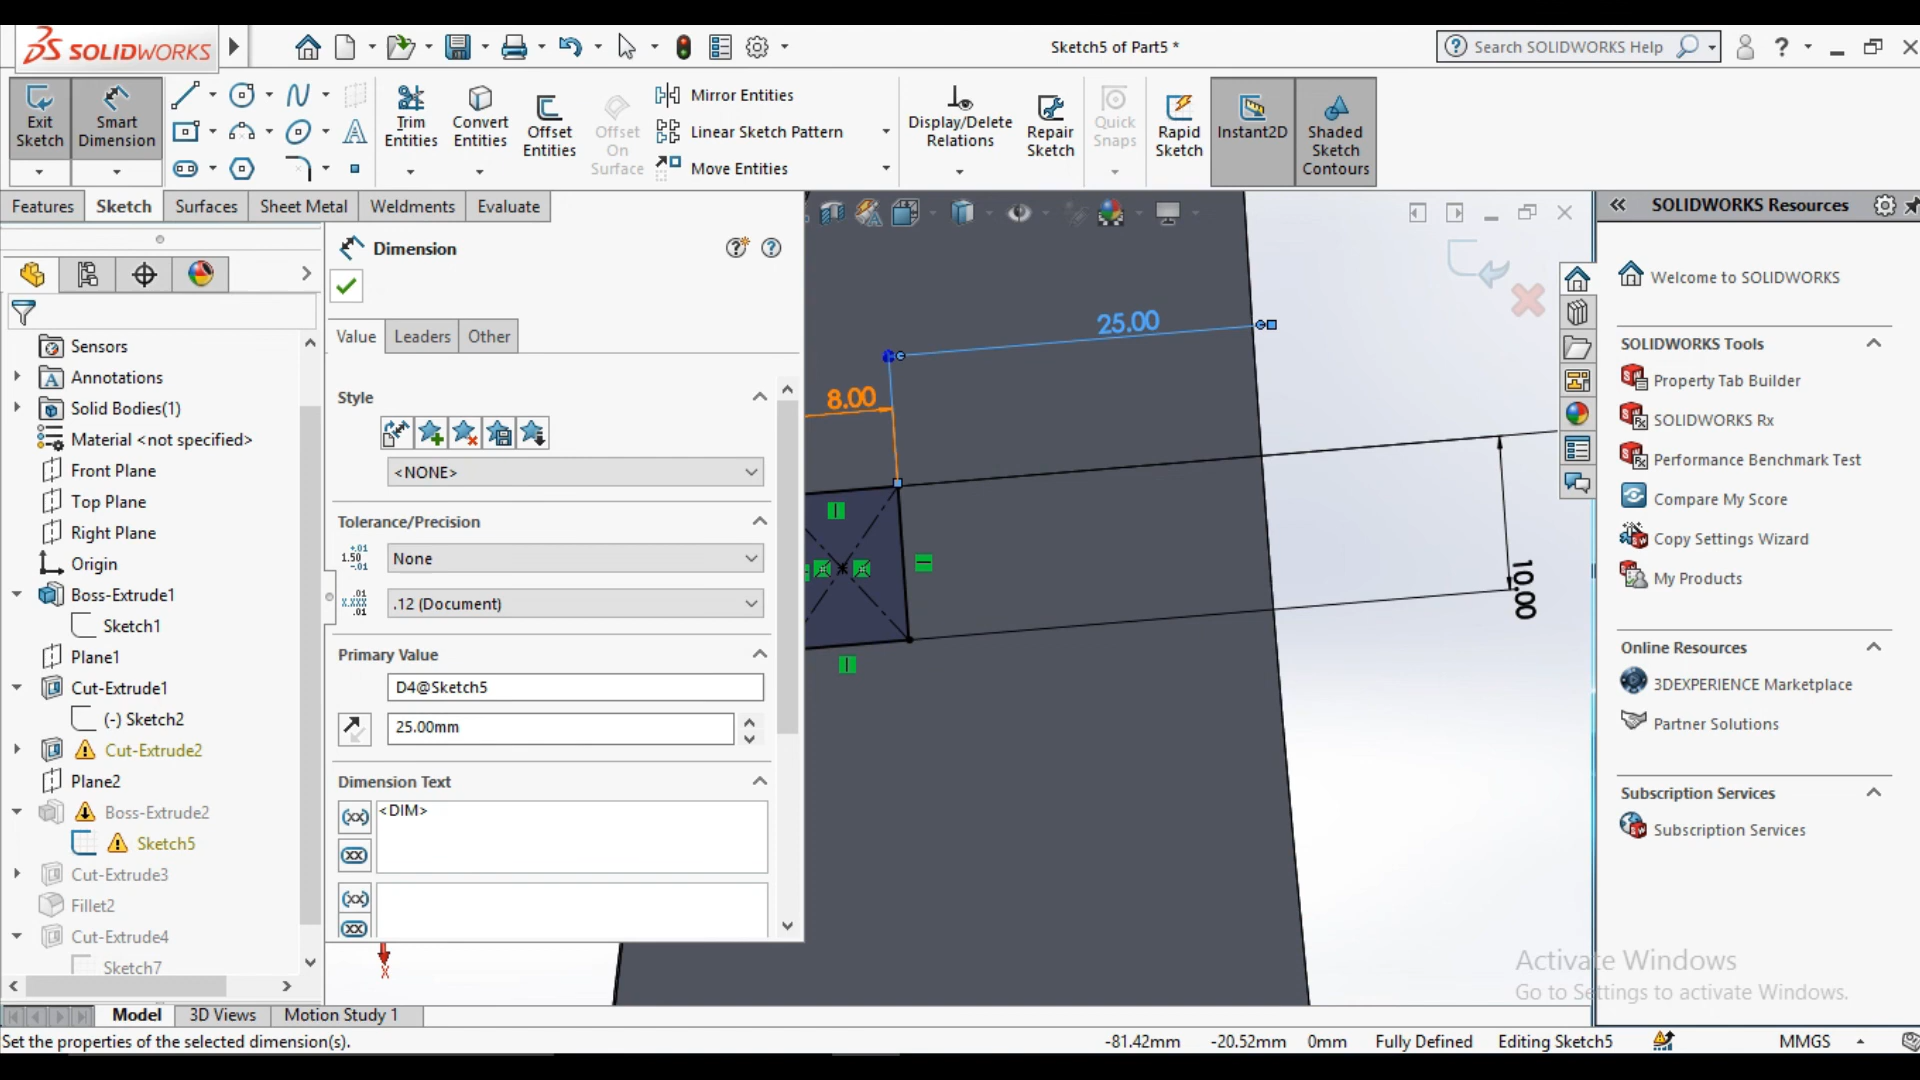 SOLIDWORKS
Sketch5 of Part5 *
Search SOLIDWORKS Help
Exit Sketch
Smart Dimension
Trim Entities
Convert Entities
Offset Entities
Offset On Surface
Mirror Entities
Linear Sketch Pattern
Move Entities
Display/Delete Relations
Repair Sketch
Quick Snaps
Rapid Sketch
Instant2D
Shaded Sketch Contours
Features
Sketch
Surfaces
Sheet Metal
Weldments
Evaluate
Sensors
Annotations
Solid Bodies(1)
Material <not specified>
Front Plane
Top Plane
Right Plane
Origin
Boss-Extrude1
Sketch1
Plane1
Cut-Extrude1
(-) Sketch2
Cut-Extrude2
Plane2
Boss-Extrude2
Sketch5
Cut-Extrude3
Fillet2
Cut-Extrude4
Sketch7
Dimension
Value
Leaders
Other
Style
<NONE>
Tolerance/Precision
None
.12 (Document)
Primary Value
D4@Sketch5
25.00mm
Dimension Text
<DIM>
25.00
8.00
10.00
X
SOLIDWORKS Resources
Welcome to SOLIDWORKS
SOLIDWORKS Tools
Property Tab Builder
SOLIDWORKS Rx
Performance Benchmark Test
Compare My Score
Copy Settings Wizard
My Products
Online Resources
3DEXPERIENCE Marketplace
Partner Solutions
Subscription Services
Subscription Services
Activate Windows
Go to Settings to activate Windows.
Model
3D Views
Motion Study 1
Set the properties of the selected dimension(s).
-81.42mm
-20.52mm
0mm
Fully Defined
Editing Sketch5
MMGS